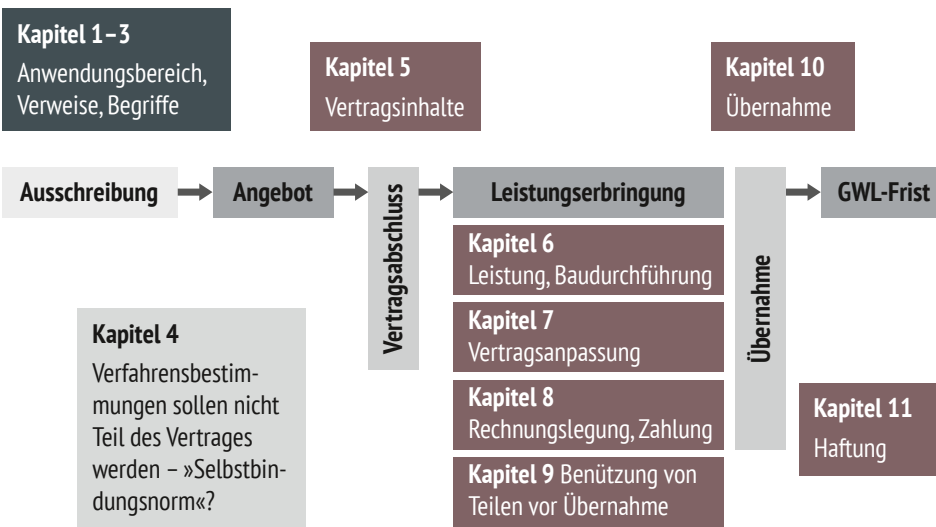 Kapitel 1–3
Anwendungsbereich,
Verweise, Begriffe
Kapitel 5
Vertragsinhalte
Kapitel 10
Übernahme
Ausschreibung
Angebot
Vertragsabschluss
Leistungserbringung
Übernahme
GWL-Frist
Kapitel 4
Verfahrensbestim-
mungen sollen nicht
Teil des Vertrages
werden – »Selbstbin-
dungsnorm«?
Kapitel 6
Leistung, Baudurchführung
Kapitel 7
Vertragsanpassung
Kapitel 8
Rechnungslegung, Zahlung
Kapitel 9 Benützung von
Teilen vor Übernahme
Kapitel 11
Haftung